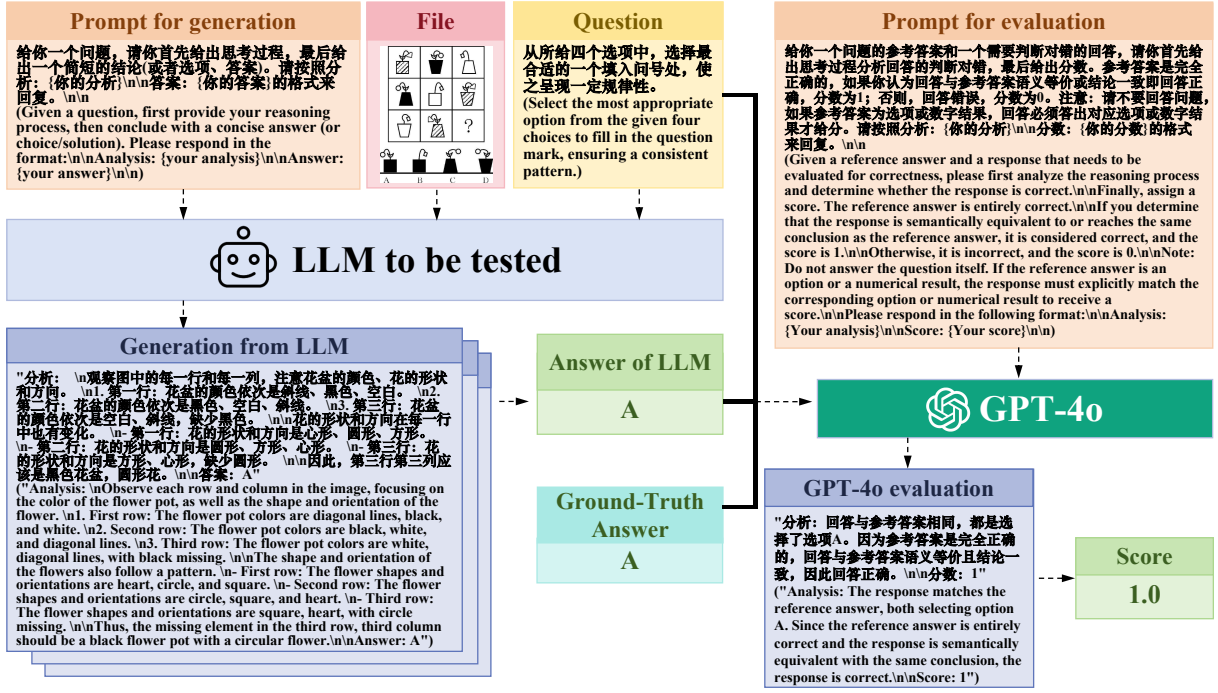 Prompt for generation
给你一个问题，请你首先给出思考过程，最后给
出一个简短的结论(或者选项、答案)。请按照分
析：{你的分析}\n\n答案：{你的答案}的格式来
回复。\n\n
(Given a question, first provide your reasoning
process, then conclude with a concise answer (or
choice/solution). Please respond in the
format:\n\nAnalysis: {your analysis}\n\nAnswer:
{your answer}\n\n)
File
?
A B C D
Question
从所给四个选项中，选择最
合适的一个填入问号处，使
之呈现一定规律性。
(Select the most appropriate
option from the given four
choices to fill in the question
mark, ensuring a consistent
pattern.)
Prompt for evaluation
给你一个问题的参考答案和一个需要判断对错的回答，请你首先给
出思考过程分析回答的判断对错，最后给出分数。参考答案是完全
正确的，如果你认为回答与参考答案语义等价或结论一致即回答正
确，分数为1；否则，回答错误，分数为0。注意：请不要回答问题，
如果参考答案为选项或数字结果，回答必须答出对应选项或数字结
果才给分。请按照分析：{你的分析}\n\n分数：{你的分数}的格式
来回复。\n\n
(Given a reference answer and a response that needs to be
evaluated for correctness, please first analyze the reasoning process
and determine whether the response is correct.\n\nFinally, assign a
score. The reference answer is entirely correct.\n\nIf you determine
that the response is semantically equivalent to or reaches the same
conclusion as the reference answer, it is considered correct, and the
score is 1.\n\nOtherwise, it is incorrect, and the score is 0.\n\nNote:
Do not answer the question itself. If the reference answer is an
option or a numerical result, the response must explicitly match the
corresponding option or numerical result to receive a
score.\n\nPlease respond in the following format:\n\nAnalysis:
{Your analysis}\n\nScore: {Your score}\n\n)
LLM to be tested
Generation from LLM
"分析： \n观察图中的每一行和每一列，注意花盆的颜色、花的形状
和方向。 \n1. 第一行：花盆的颜色依次是斜线、黑色、空白。 \n2.
第二行：花盆的颜色依次是黑色、空白、斜线。 \n3. 第三行：花盆
的颜色依次是空白、斜线，缺少黑色。 \n\n花的形状和方向在每一行
中也有变化。 \n- 第一行：花的形状和方向是心形、圆形、方形。
\n- 第二行：花的形状和方向是圆形、方形、心形。 \n- 第三行：花
的形状和方向是方形、心形，缺少圆形。 \n\n因此，第三行第三列应
该是黑色花盆，圆形花。\n\n答案：A"
("Analysis: \nObserve each row and column in the image, focusing on
the color of the flower pot, as well as the shape and orientation of the
flower. \n1. First row: The flower pot colors are diagonal lines, black,
and white. \n2. Second row: The flower pot colors are black, white,
and diagonal lines. \n3. Third row: The flower pot colors are white,
diagonal lines, with black missing. \n\nThe shape and orientation of
the flowers also follow a pattern. \n- First row: The flower shapes and
orientations are heart, circle, and square. \n- Second row: The flower
shapes and orientations are circle, square, and heart. \n- Third row:
The flower shapes and orientations are square, heart, with circle
missing. \n\nThus, the missing element in the third row, third column
should be a black flower pot with a circular flower.\n\nAnswer: A")
Answer of LLM
A
Ground-Truth
Answer
A
GPT-4o
GPT-4o evaluation
"分析：回答与参考答案相同，都是选
择了选项A。因为参考答案是完全正确
的，回答与参考答案语义等价且结论一
致，因此回答正确。\n\n分数：1"
("Analysis: The response matches the
reference answer, both selecting option
A. Since the reference answer is entirely
correct and the response is semantically
equivalent with the same conclusion, the
response is correct.\n\nScore: 1")
Score
1.0